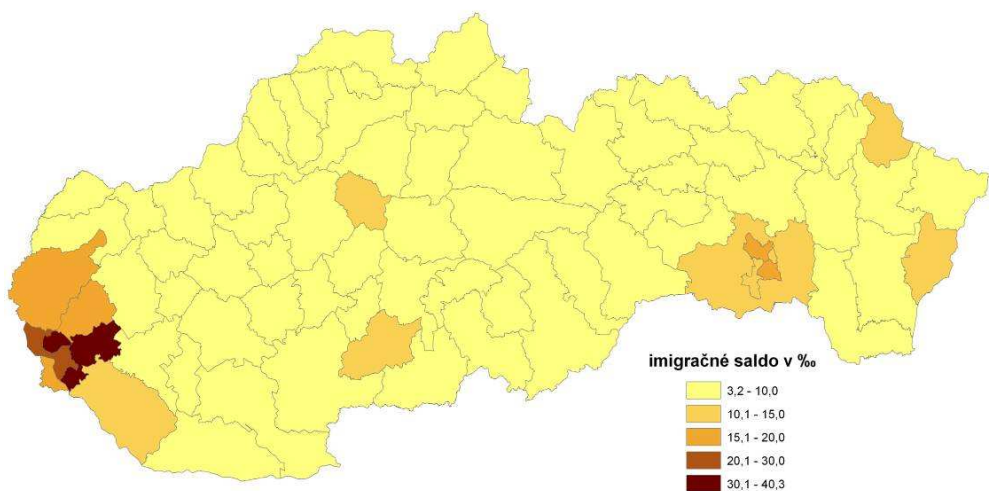 imigračné saldo v ‰
3,2 - 10,0
10,1 - 15,0
15,1 - 20,0
20,1 - 30,0
30,1 - 40,3